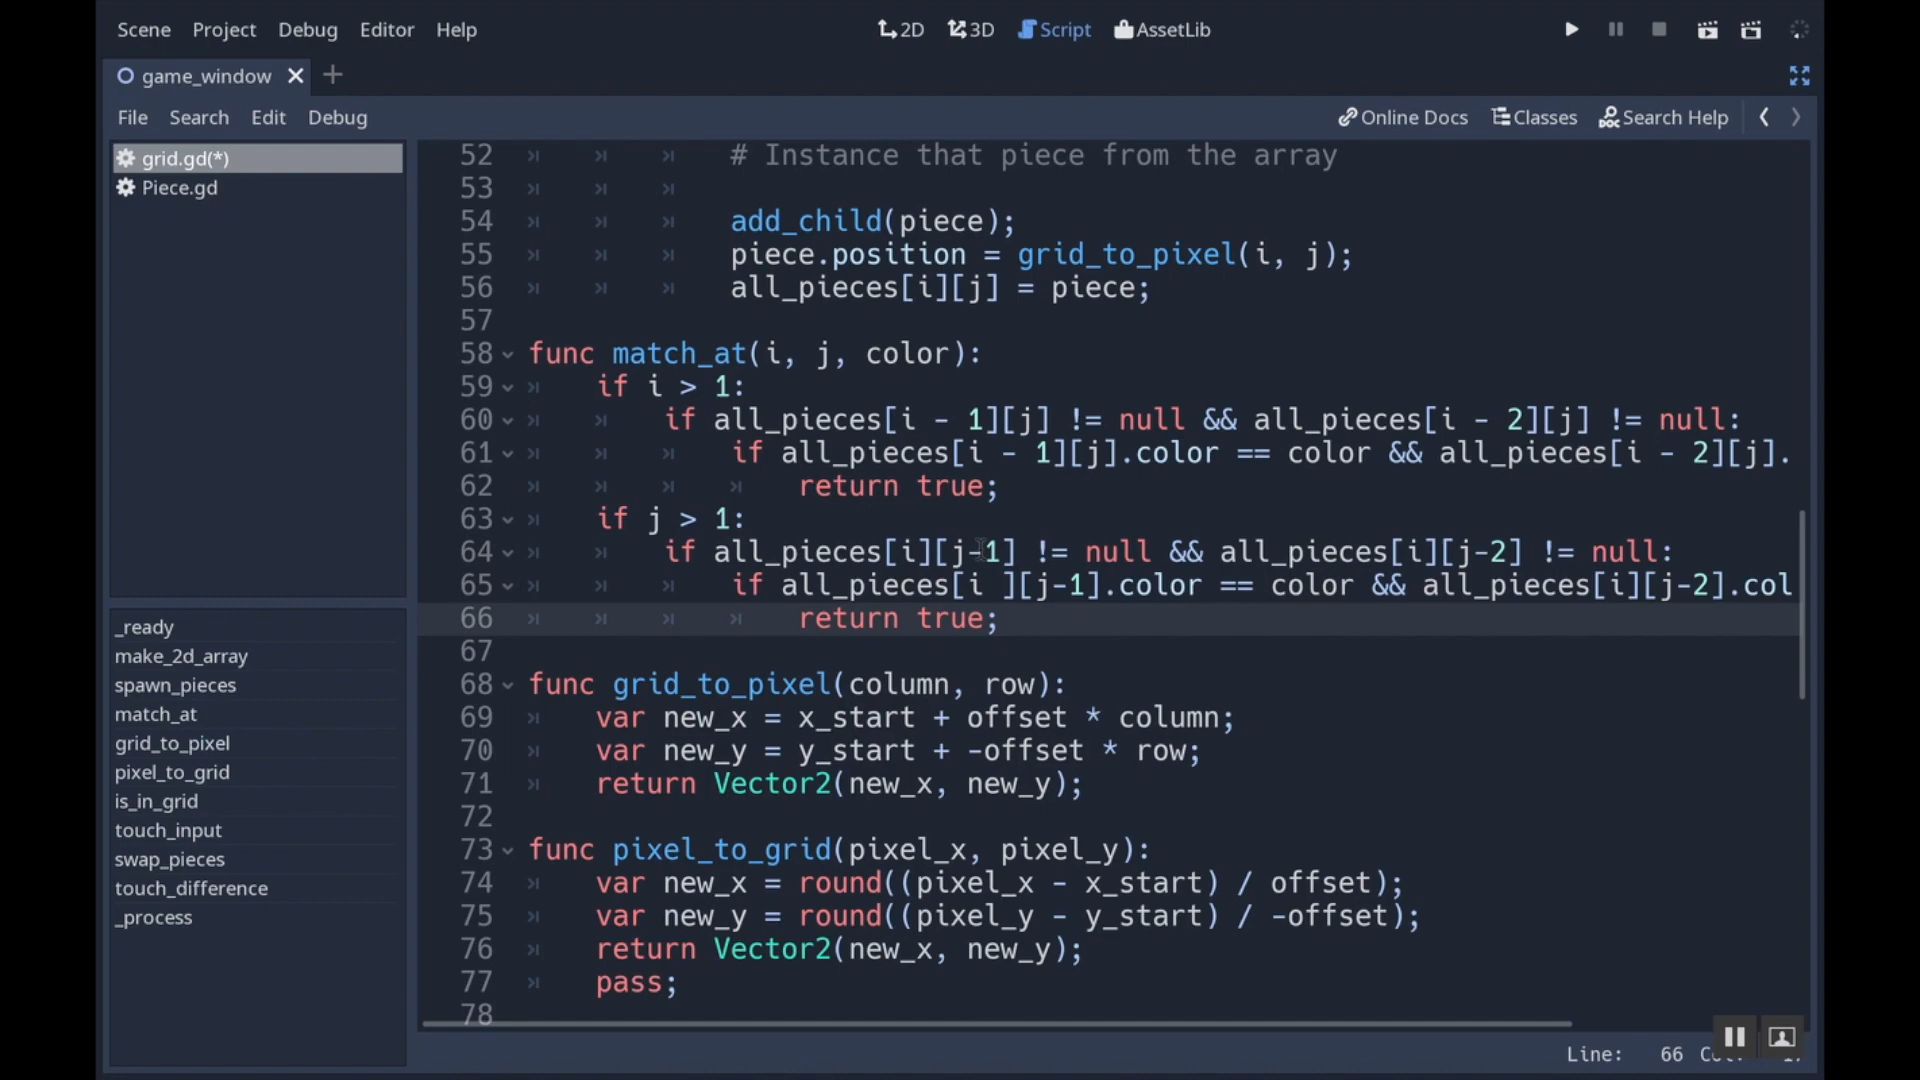 Scene Project Debug Editor Help 2D 3D Script AssetLib
game_window
File Search Edit Debug Online Docs Classes Search Help
grid.gd(*)
Piece.gd
_ready
make_2d_array
spawn_pieces
match_at
grid_to_pixel
pixel_to_grid
is_in_grid
touch_input
swap_pieces
touch_difference
_process
52 # Instance that piece from the array
53
54 add_child(piece);
55 piece.position = grid_to_pixel(i, j);
56 all_pieces[i][j] = piece;
57
58 func match_at(i, j, color):
59 if i > 1:
60 if all_pieces[i - 1][j] != null && all_pieces[i - 2][j] != null:
61 if all_pieces[i - 1][j].color == color && all_pieces[i - 2][j].
62 return true;
63 if j > 1:
64 if all_pieces[i][j-1] != null && all_pieces[i][j-2] != null:
65 if all_pieces[i ][j-1].color == color && all_pieces[i][j-2].col
66 return true;
67
68 func grid_to_pixel(column, row):
69 var new_x = x_start + offset * column;
70 var new_y = y_start + -offset * row;
71 return Vector2(new_x, new_y);
72
73 func pixel_to_grid(pixel_x, pixel_y):
74 var new_x = round((pixel_x - x_start) / offset);
75 var new_y = round((pixel_y - y_start) / -offset);
76 return Vector2(new_x, new_y);
77 pass;
78
Line: 66